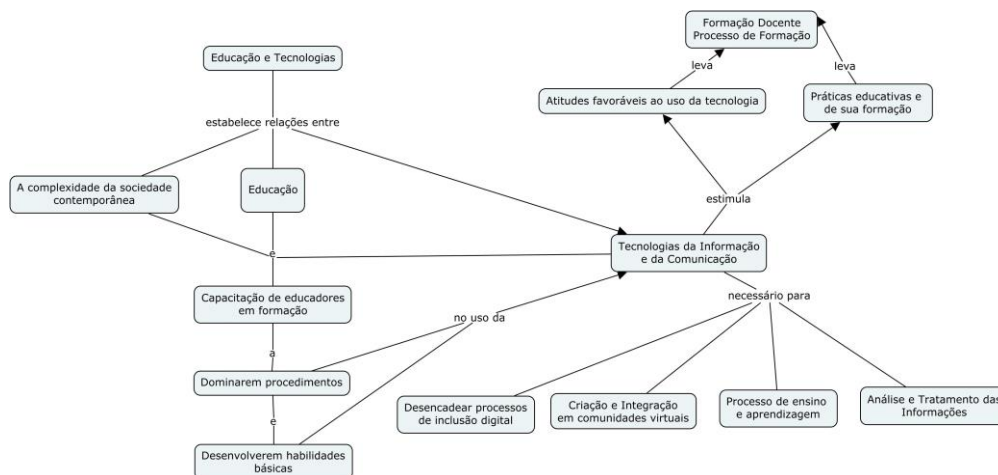 Formação Docente
Processo de Formação
Educação e Tecnologias
leva
leva
Atitudes favoráveis ao uso da tecnologia
Práticas educativas e
de sua formação
estabelece relações entre
A complexidade da sociedade
contemporânea
Educação
estimula
e
Tecnologias da Informação
e da Comunicação
Capacitação de educadores
em formação
necessário para
no uso da
a
Dominarem procedimentos
Desencadear processos
de inclusão digital
Criação e Integração
em comunidades virtuais
Processo de ensino
e aprendizagem
Análise e Tratamento das
Informações
e
Desenvolverem habilidades
básicas